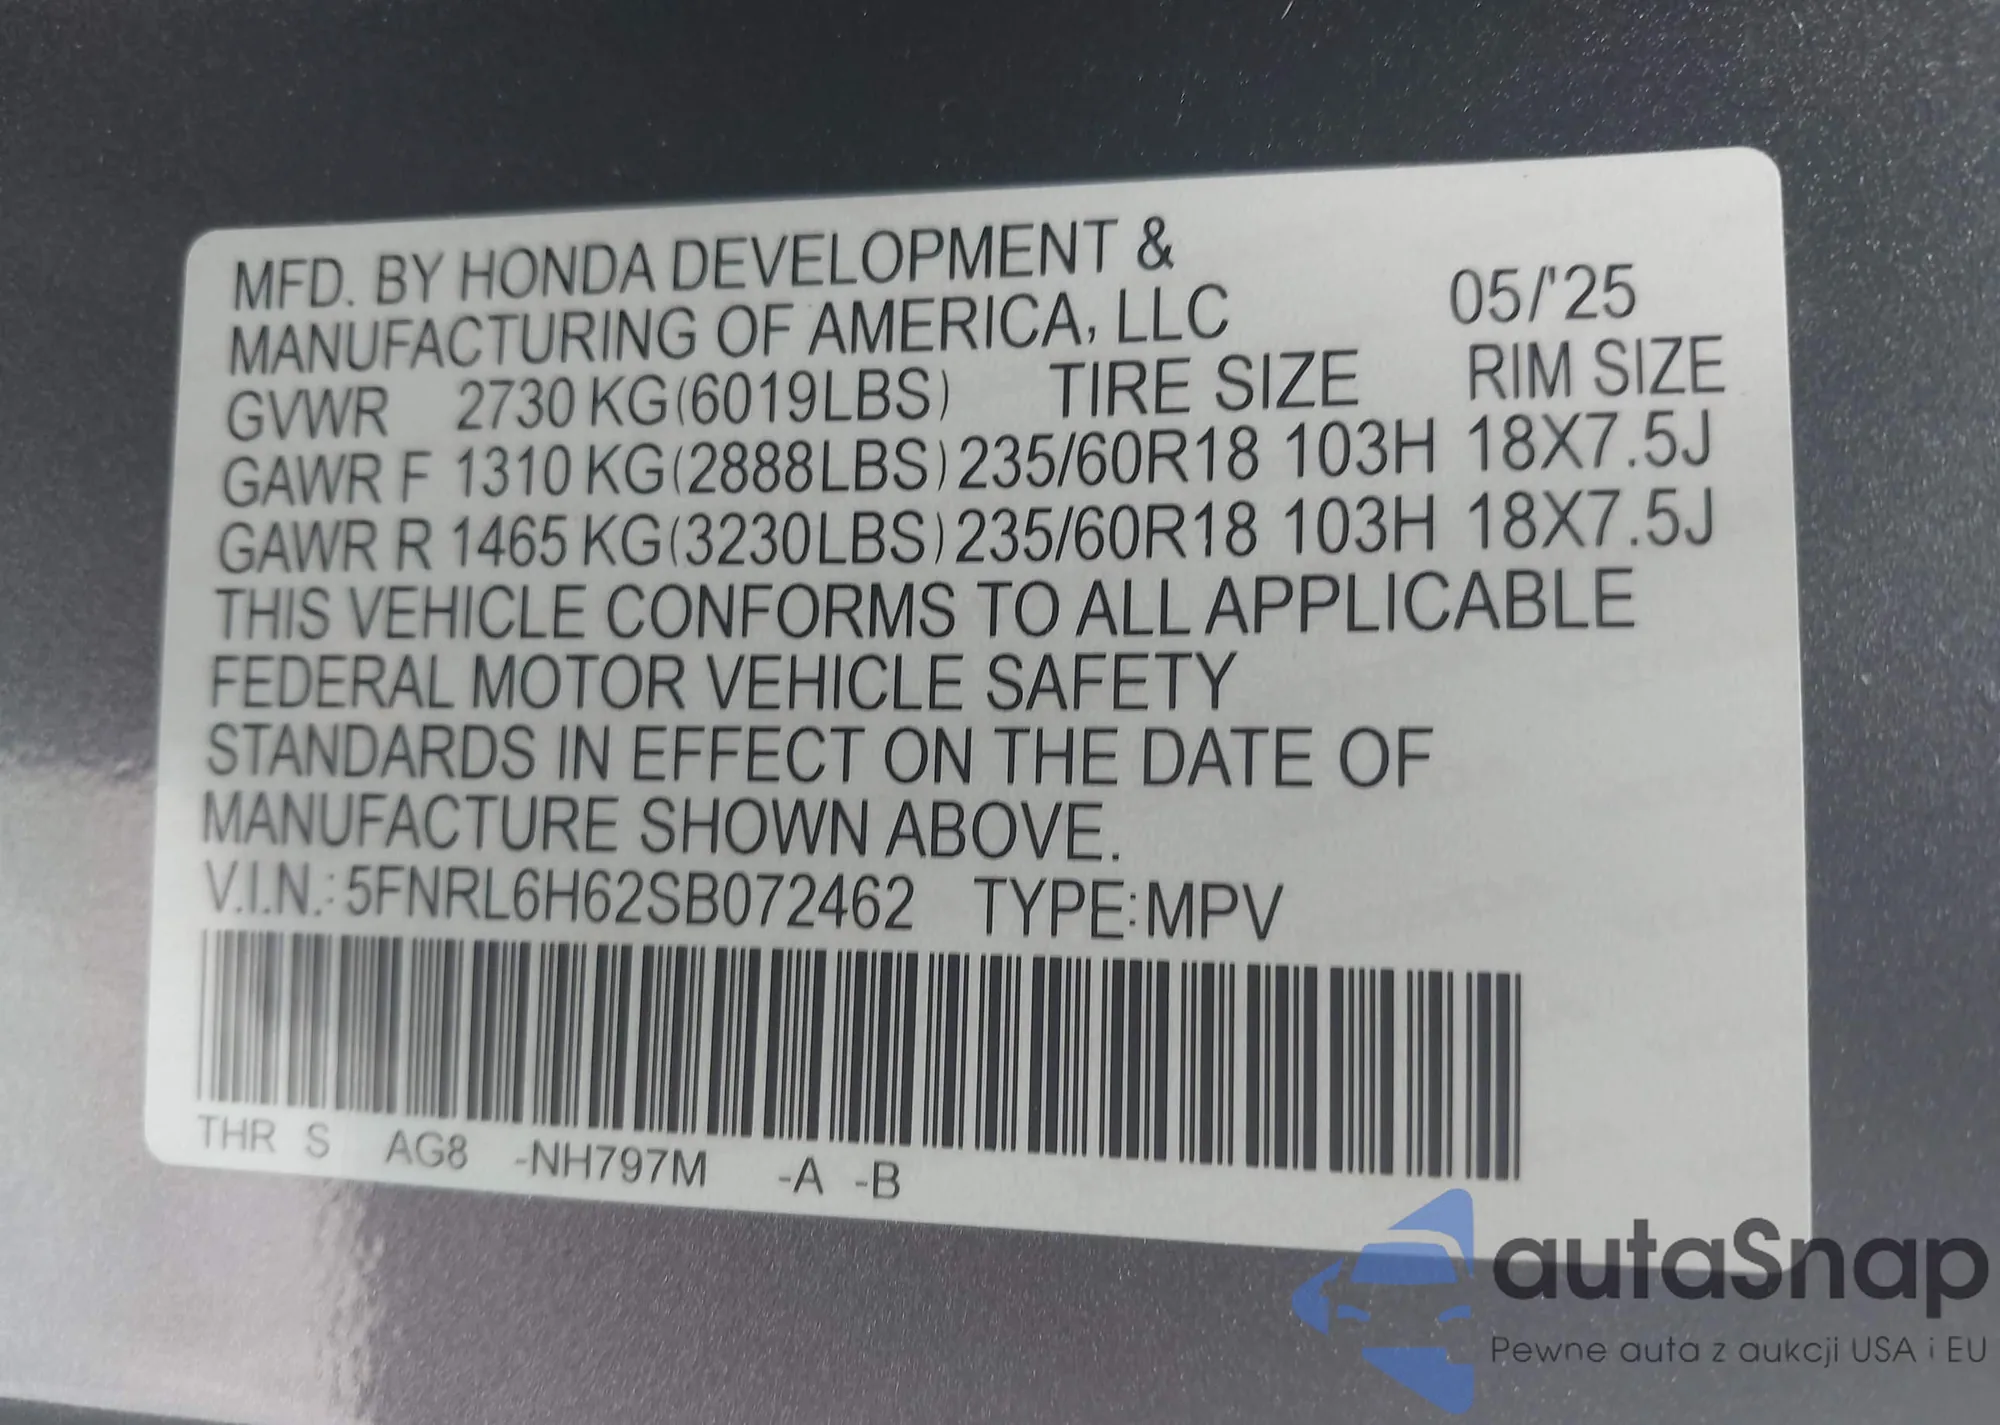 MFD. BY HONDA DEVELOPMENT &
MANUFACTURING OF AMERICA, LLC 05/'25
GVWR 2730 KG(6019LBS) TIRE SIZE RIM SIZE
GAWR F 1310 KG(2888LBS) 235/60R18 103H 18X7.5J
GAWR R 1465 KG(3230LBS) 235/60R18 103H 18X7.5J
THIS VEHICLE CONFORMS TO ALL APPLICABLE
FEDERAL MOTOR VEHICLE SAFETY
STANDARDS IN EFFECT ON THE DATE OF
MANUFACTURE SHOWN ABOVE.
V.I.N.: 5FNRL6H62SB072462 TYPE: MPV
THR S AG8 -NH797M -A -B
autaSnap
Pewne auta z aukcji USA i EU